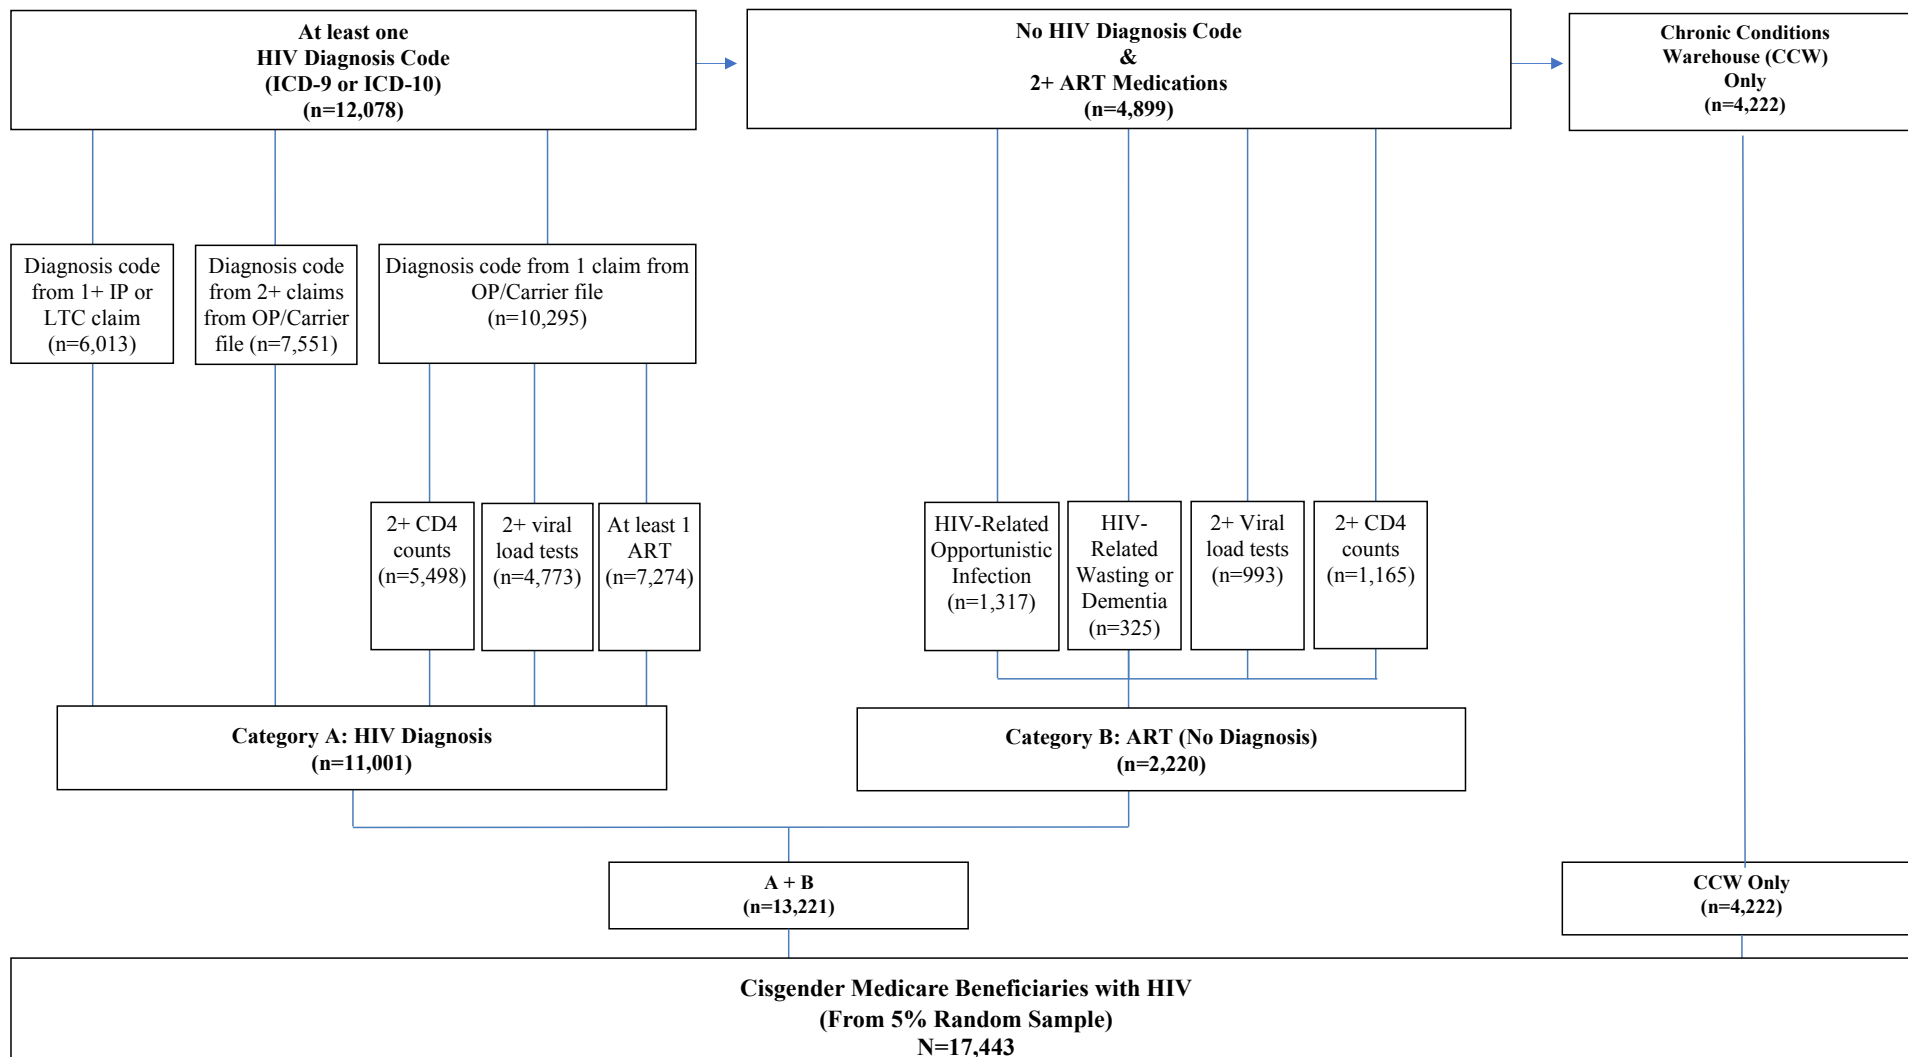 At least one
HIV Diagnosis Code
(ICD-9 or ICD-10)
(n=12,078)
No HIV Diagnosis Code
&
2+ ART Medications
(n=4,899)
Chronic Conditions
Warehouse (CCW)
Only
(n=4,222)
Diagnosis code
from 1+ IP or
LTC claim
(n=6,013)
Diagnosis code
from 2+ claims
from OP/Carrier
file (n=7,551)
Diagnosis code from 1 claim from
OP/Carrier file
(n=10,295)
2+ CD4
counts
(n=5,498)
2+ viral
load tests
(n=4,773)
At least 1
ART
(n=7,274)
HIV-Related
Opportunistic
Infection
(n=1,317)
HIV-
Related
Wasting or
Dementia
(n=325)
2+ Viral
load tests
(n=993)
2+ CD4
counts
(n=1,165)
Category A: HIV Diagnosis
(n=11,001)
Category B: ART (No Diagnosis)
(n=2,220)
A + B
(n=13,221)
CCW Only
(n=4,222)
Cisgender Medicare Beneficiaries with HIV
(From 5% Random Sample)
N=17,443